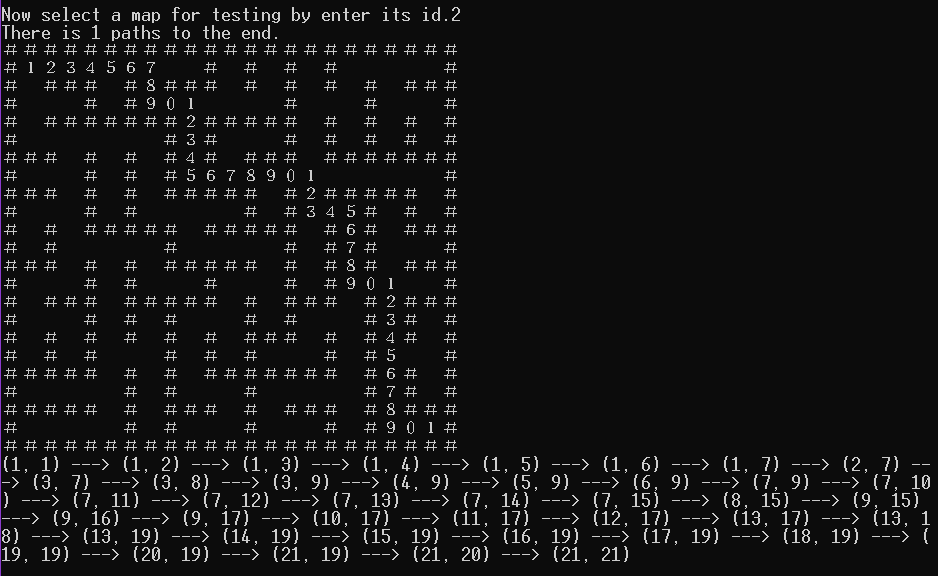 Now select a map for testing by enter its id.2
There is 1 paths to the end.
# # # # # # # # # # # # # # # # # # # # # # #
# 1 2 3 4 5 6 7     #   #   #   #           #
#   # # #   # 8 # # #   #   #   #   #   # # #
#       #   # 9 0 1         #       #       #
#   # # # # # # # 2 # # # # #   #   #   #   #
#               # 3 #           #   #   #   #
# # #   #   #   # 4 #   # # #   # # # # # # #
#       #   #   # 5 6 7 8 9 0 1             #
# # #   #   #   # # # # #   # 2 # # # # #   #
#       #   #           #   # 3 4 5 #   #   #
#   #   # # # # #   # # # # #   # 6 #   # # #
#   #           #           #   # 7 #       #
# # #   #   #   # # # # #   #   # 8 #   # # #
#       #   #           #   #   # 9 0 1     #
#   # # #   # # # # #   #   # # #   # 2 # # #
#       #   #   #       #   #       # 3 #   #
#   #   #   #   #   #   # # #   #   # 4 #   #
#   #   #       #   #   #       #   # 5     #
# # # # #   #   #   # # # # # # #   # 6 #   #
#           #   #       #           # 7 #   #
# # # # #   #   # # #   #   # # #   # 8 # # #
#           #   #       #       #   # 9 0 1 #
# # # # # # # # # # # # # # # # # # # # # # #
(1, 1) ---> (1, 2) ---> (1, 3) ---> (1, 4) ---> (1, 5) ---> (1, 6) ---> (1, 7) ---> (2, 7) --
-> (3, 7) ---> (3, 8) ---> (3, 9) ---> (4, 9) ---> (5, 9) ---> (6, 9) ---> (7, 9) ---> (7, 10
) ---> (7, 11) ---> (7, 12) ---> (7, 13) ---> (7, 14) ---> (7, 15) ---> (8, 15) ---> (9, 15)
---> (9, 16) ---> (9, 17) ---> (10, 17) ---> (11, 17) ---> (12, 17) ---> (13, 17) ---> (13, 1
8) ---> (13, 19) ---> (14, 19) ---> (15, 19) ---> (16, 19) ---> (17, 19) ---> (18, 19) ---> (
19, 19) ---> (20, 19) ---> (21, 19) ---> (21, 20) ---> (21, 21)